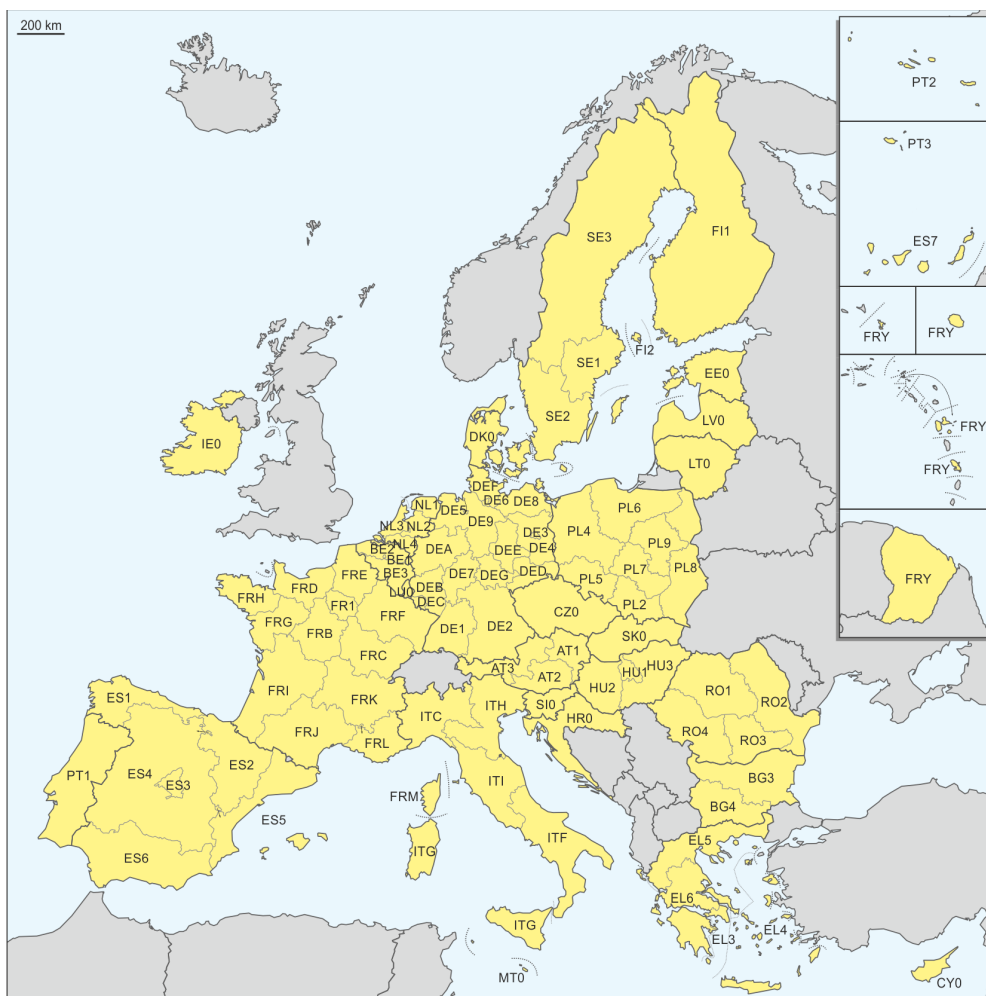 200 km
PT2
PT3
ES7
FRY
FRY
FRY
FRY
FRY
SE3
FI1
FI2
SE1
SE2
EE0
LV0
LT0
DK0
IE0
DEF
DE6
DE8
NL1
DE5
NL3
NL2
DE9
DE3
DE4
NL4
BE2
DEA
DEE
BE1
BE3
DE7
DEG
DED
DEB
LU0
DEC
DE1
DE2
PL6
PL4
PL9
PL7
PL8
PL5
PL2
CZ0
SK0
FRE
FRD
FRH
FR1
FRF
FRG
FRB
FRC
FRI
FRK
FRJ
FRL
FRM
AT1
AT3
AT2
HU3
HU1
HU2
SI0
HR0
RO1
RO2
RO4
RO3
BG3
BG4
ITC
ITH
ITI
ITF
ITG
ITG
ES1
ES4
ES3
ES2
PT1
ES5
ES6
EL5
EL6
EL3
EL4
MT0
CY0